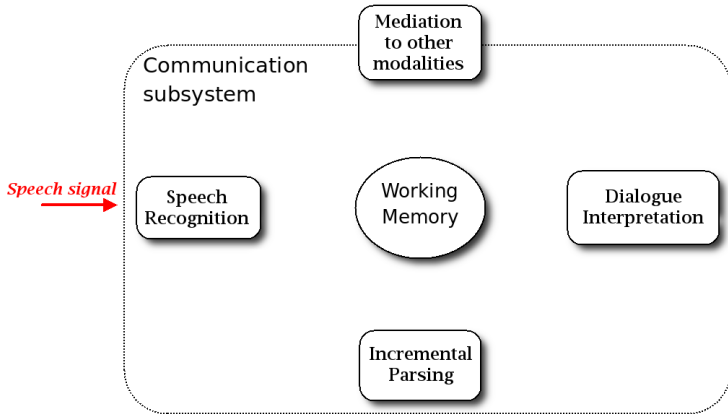 Mediation
to other
modalities
Communication
subsystem
Speech signal
Speech
Recognition
Working
Memory
Dialogue
Interpretation
Incremental
Parsing